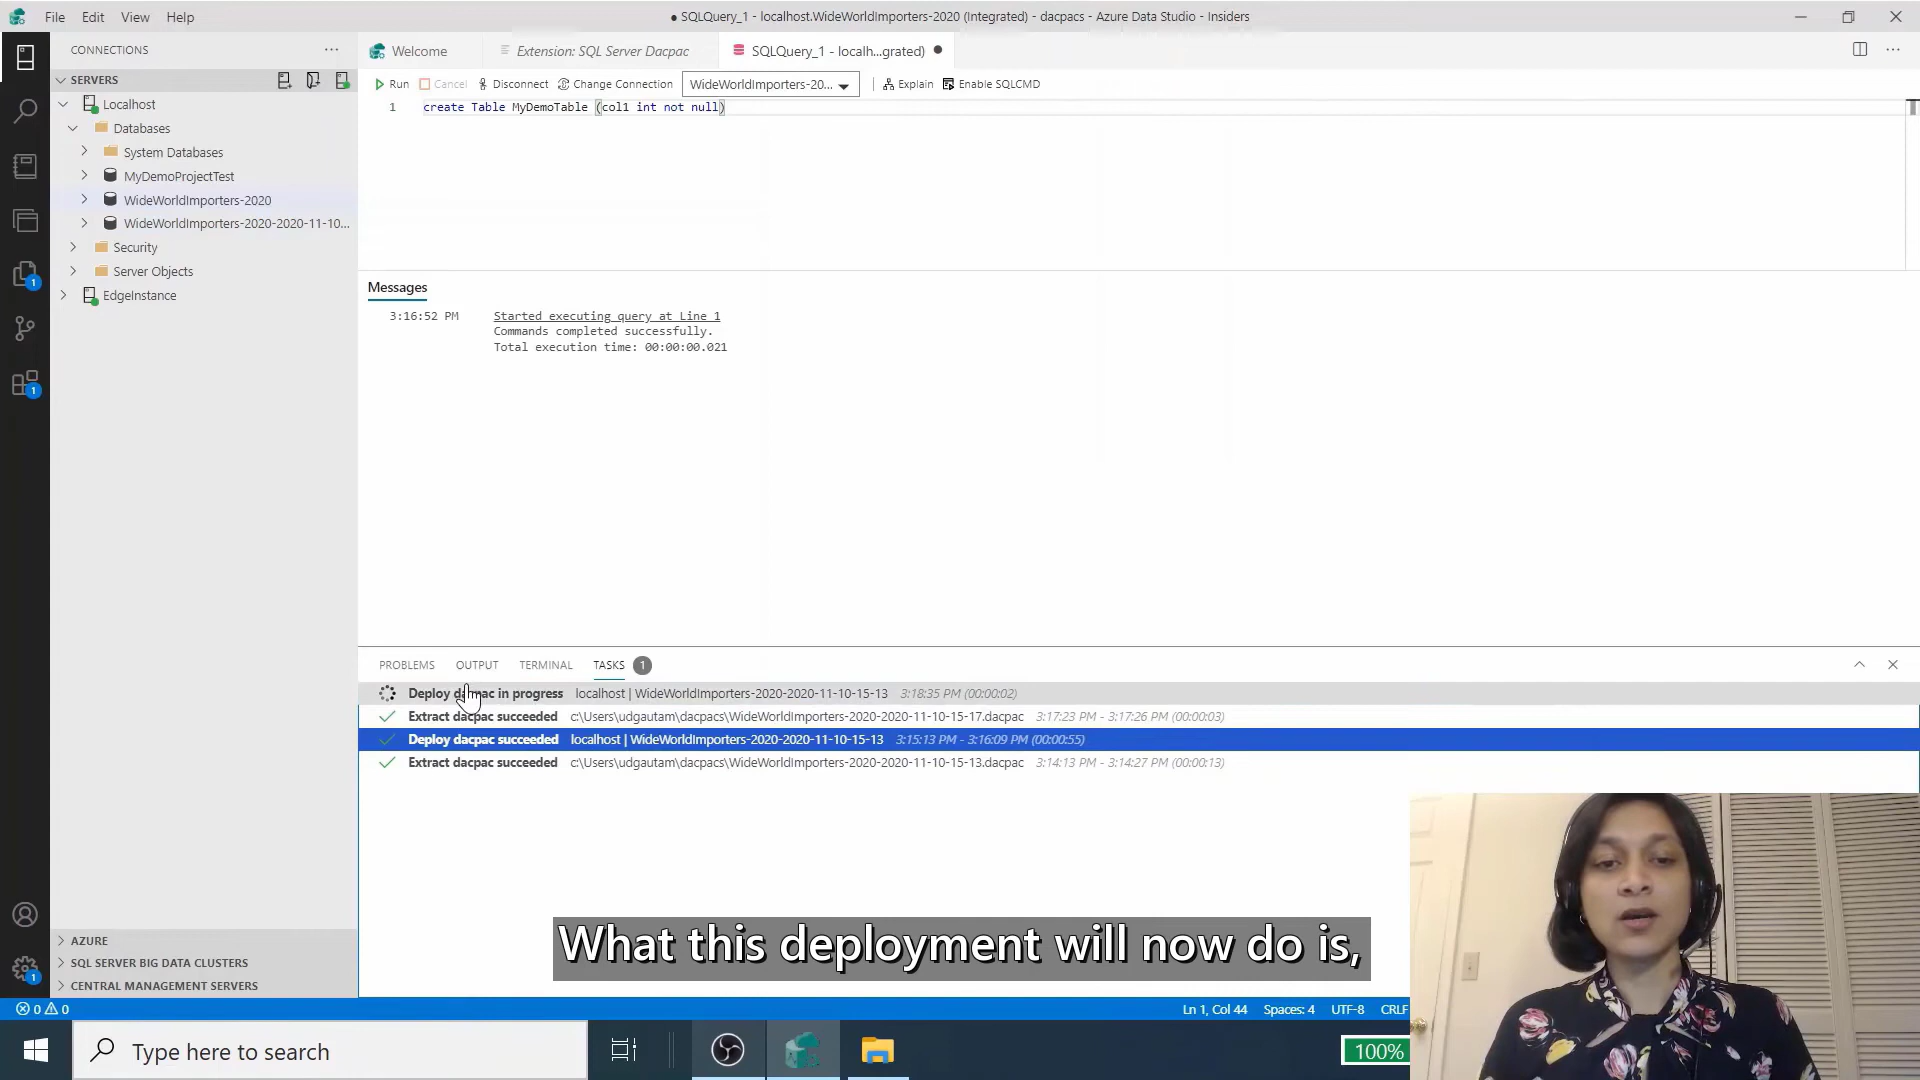 File Edit View Help
● SQLQuery_1 - localhost.WideWorldImporters-2020 (Integrated) - dacpacs - Azure Data Studio - Insiders
CONNECTIONS
Welcome
Extension: SQL Server Dacpac
SQLQuery_1 - localh...grated)
SERVERS
Run Cancel Disconnect Change Connection WideWorldImporters-20... Explain Enable SQLCMD
Localhost
Databases
System Databases
MyDemoProjectTest
WideWorldImporters-2020
WideWorldImporters-2020-2020-11-10...
Security
Server Objects
EdgeInstance
1 create Table MyDemoTable (col1 int not null)
Messages
3:16:52 PM Started executing query at Line 1
Commands completed successfully.
Total execution time: 00:00:00.021
1
1
PROBLEMS OUTPUT TERMINAL TASKS 1
Deploy dacpac in progress localhost | WideWorldImporters-2020-2020-11-10-15-13 3:18:35 PM (00:00:02)
Extract dacpac succeeded c:\Users\udgautam\dacpacs\WideWorldImporters-2020-2020-11-10-15-17.dacpac 3:17:23 PM - 3:17:26 PM (00:00:03)
Deploy dacpac succeeded localhost | WideWorldImporters-2020-2020-11-10-15-13 3:15:13 PM - 3:16:09 PM (00:00:55)
Extract dacpac succeeded c:\Users\udgautam\dacpacs\WideWorldImporters-2020-2020-11-10-15-13.dacpac 3:14:13 PM - 3:14:27 PM (00:00:13)
What this deployment will now do is,
AZURE
SQL SERVER BIG DATA CLUSTERS
CENTRAL MANAGEMENT SERVERS
1
0 0
Ln 1, Col 44 Spaces: 4 UTF-8 CRLF
Type here to search
100%